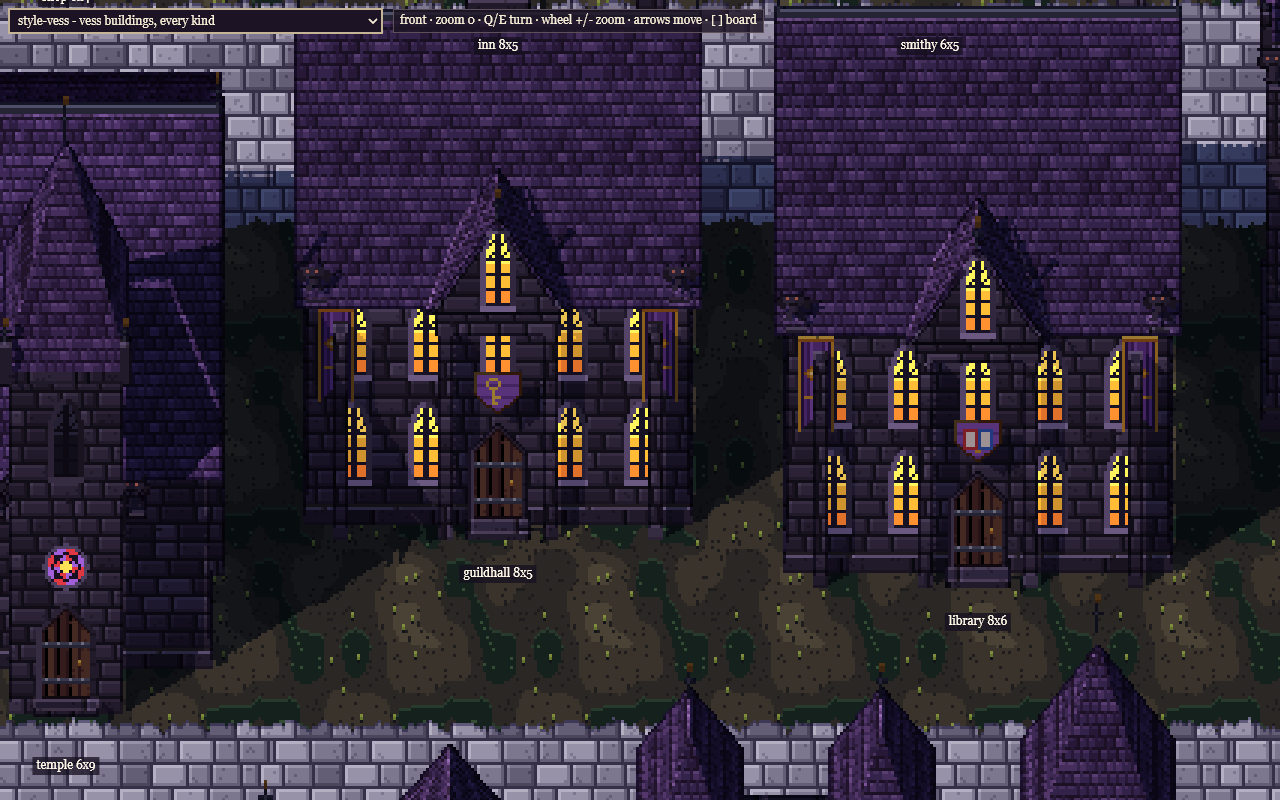 style-vess - vess buildings, every kind
front · zoom 0 · Q/E turn · wheel +/- zoom · arrows move · [ ] board
inn 8x5
smithy 6x5
guildhall 8x5
library 8x6
temple 6x9